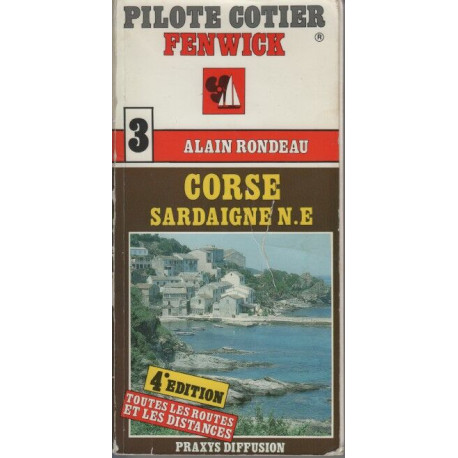 PILOTE COTIER
FENWICK ®
3
ALAIN RONDEAU
CORSE
SARDAIGNE N.E
4e EDITION
TOUTES LES ROUTES
ET LES DISTANCES
PRAXYS DIFFUSION